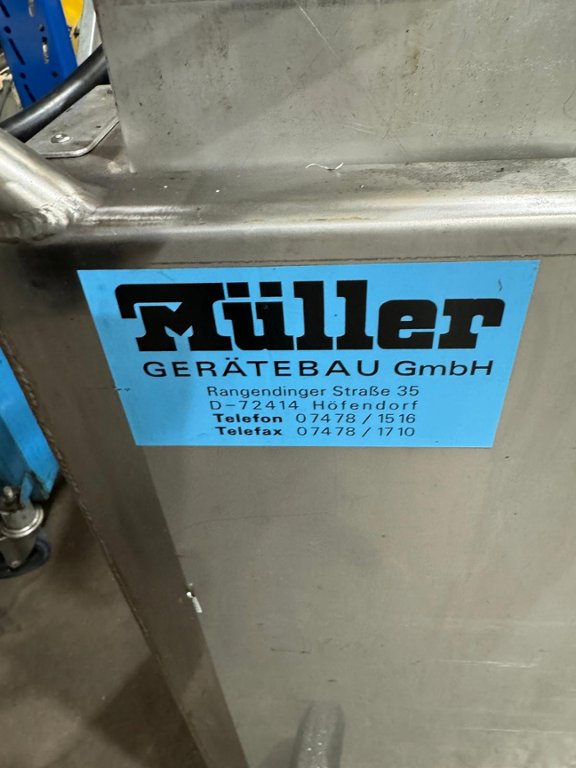 Müller
GERÄTEBAU GmbH
Rangendinger Straße 35
D-72414 Höfendorf
Telefon 07478 / 1516
Telefax 07478 / 1710